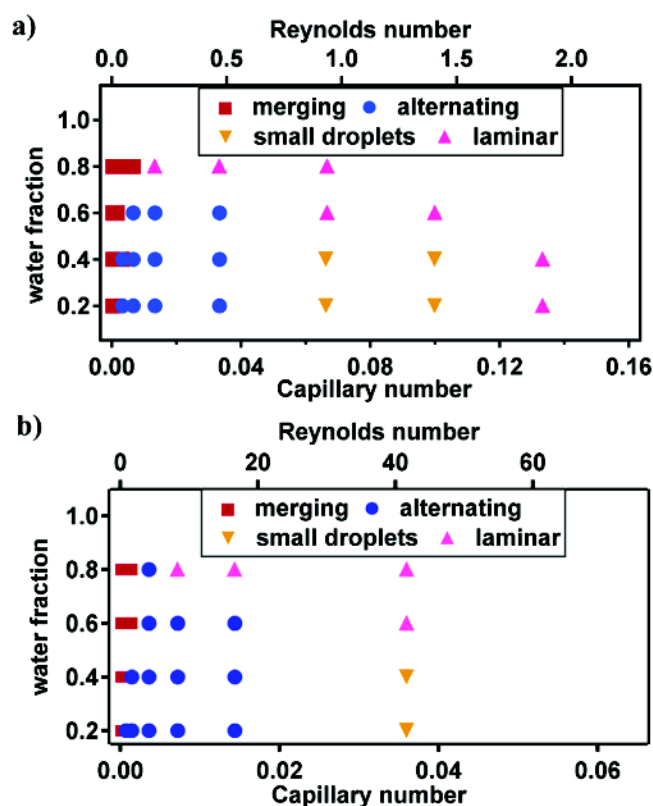 a)
Reynolds number
0.0 0.5 1.0 1.5 2.0
merging alternating
small droplets laminar
water fraction
1.0
0.8
0.6
0.4
0.2
0.00 0.04 0.08 0.12 0.16
Capillary number
b)
Reynolds number
0 20 40 60
merging alternating
small droplets laminar
water fraction
1.0
0.8
0.6
0.4
0.2
0.00 0.02 0.04 0.06
Capillary number